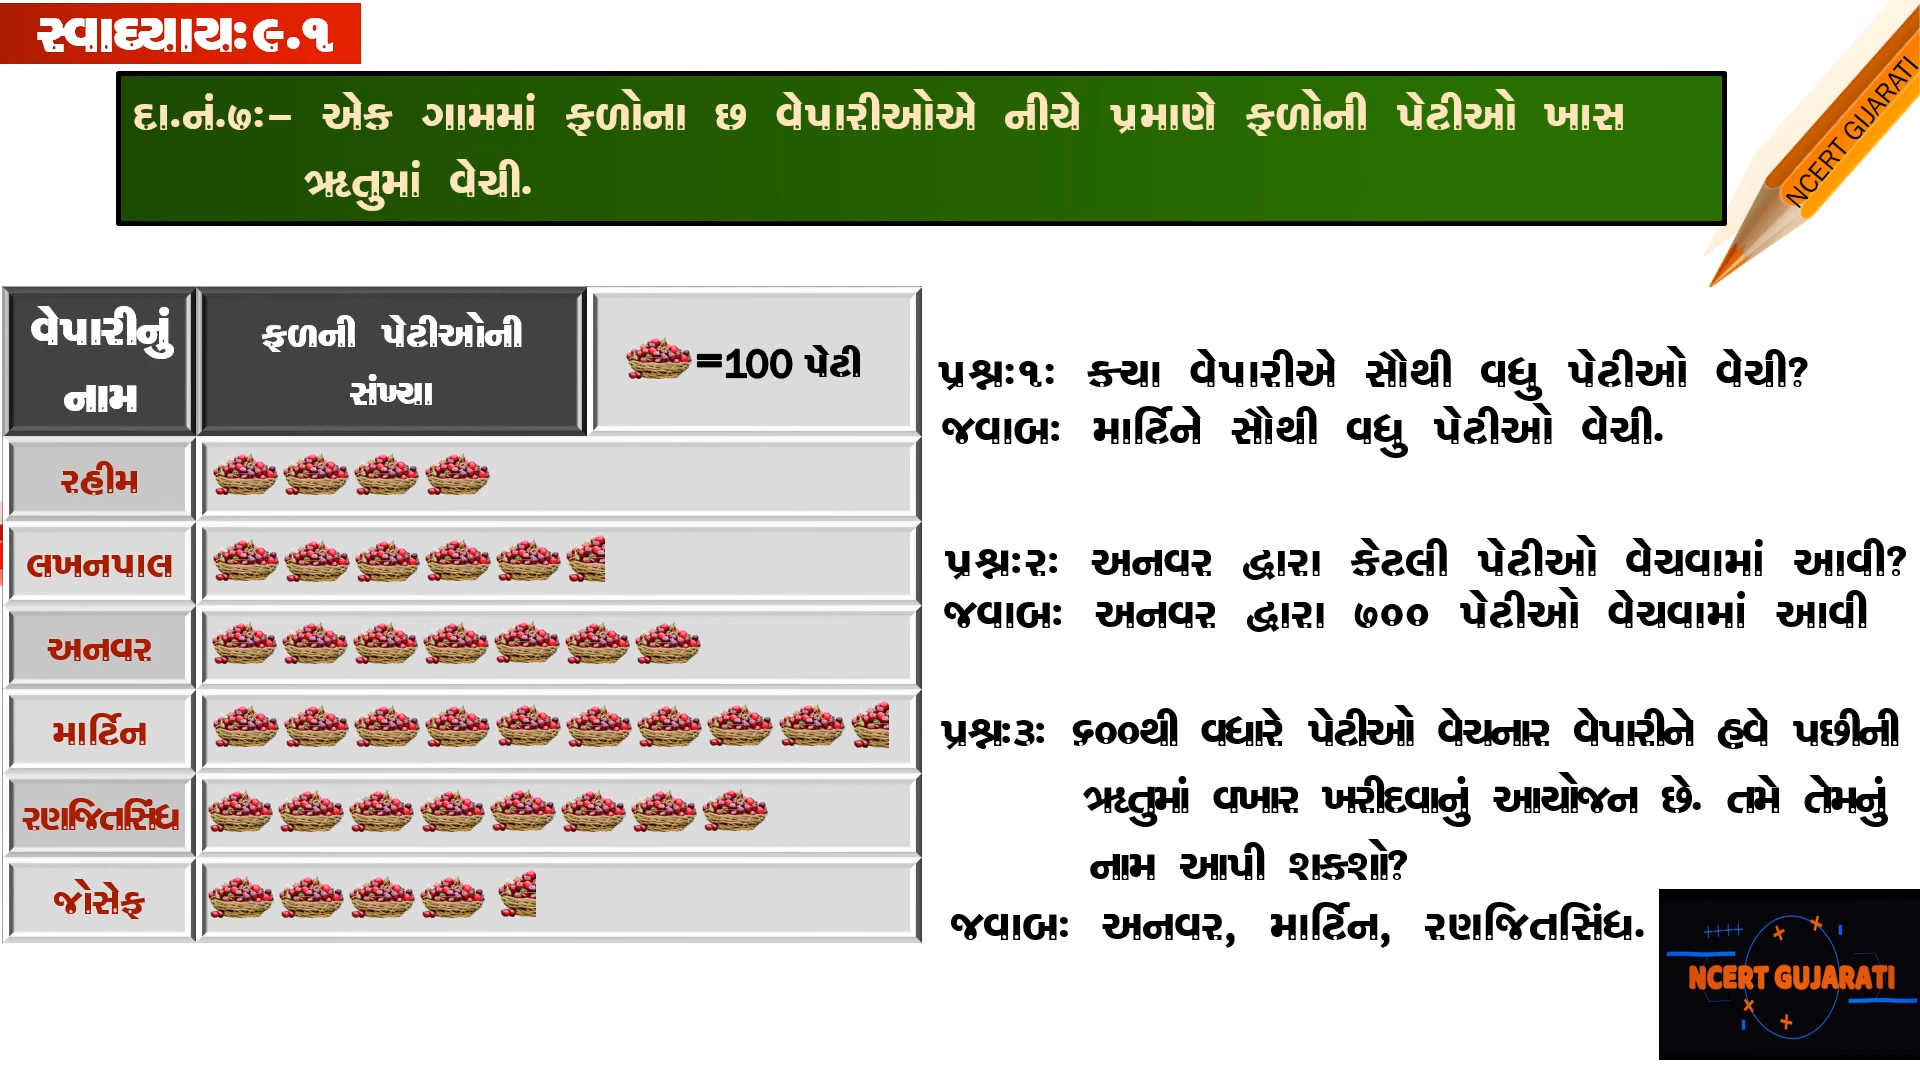 સ્વાધ્યાયઃ૯.૧
દા.નં.૭ઃ– એક ગામમાં ફળોના છ વેપારીઓએ નીચે પ્રમાણે ફળોની પેટીઓ ખાસ
ઋતુમાં વેચી.
NCERT GIJARATI
વેપારીનું
નામ
ફળની પેટીઓની
સંખ્યા
=100 પેટી
રહીમ
લખનપાલ
અનવર
માર્ટિન
રણજિતસિંધ
જોસેફ
પ્રશ્નઃ૧ઃ ક્યા વેપારીએ સૌથી વધુ પેટીઓ વેચી?
જવાબઃ માર્ટિને સૌથી વધુ પેટીઓ વેચી.
પ્રશ્નઃ૨ઃ અનવર દ્વારા કેટલી પેટીઓ વેચવામાં આવી?
જવાબઃ અનવર દ્વારા ૭૦૦ પેટીઓ વેચવામાં આવી
પ્રશ્નઃ૩ઃ ૬૦૦થી વધારે પેટીઓ વેચનાર વેપારીને હવે પછીની
ઋતુમાં વખાર ખરીદવાનું આયોજન છે. તમે તેમનું
નામ આપી શકશો?
જવાબઃ અનવર, માર્ટિન, રણજિતસિંધ.
NCERT GUJARATI